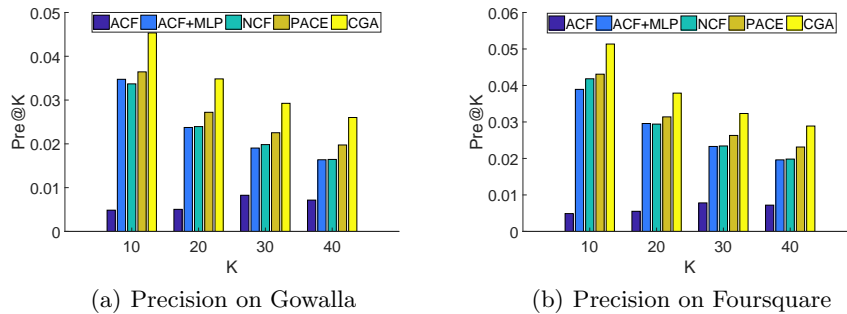 ACF ACF+MLP NCF PACE CGA
0.05
0.04
0.03
0.02
0.01
0
Pre@K
10 20 30 40
K
(a) Precision on Gowalla
ACF ACF+MLP NCF PACE CGA
0.06
0.05
0.04
0.03
0.02
0.01
0
Pre@K
10 20 30 40
K
(b) Precision on Foursquare